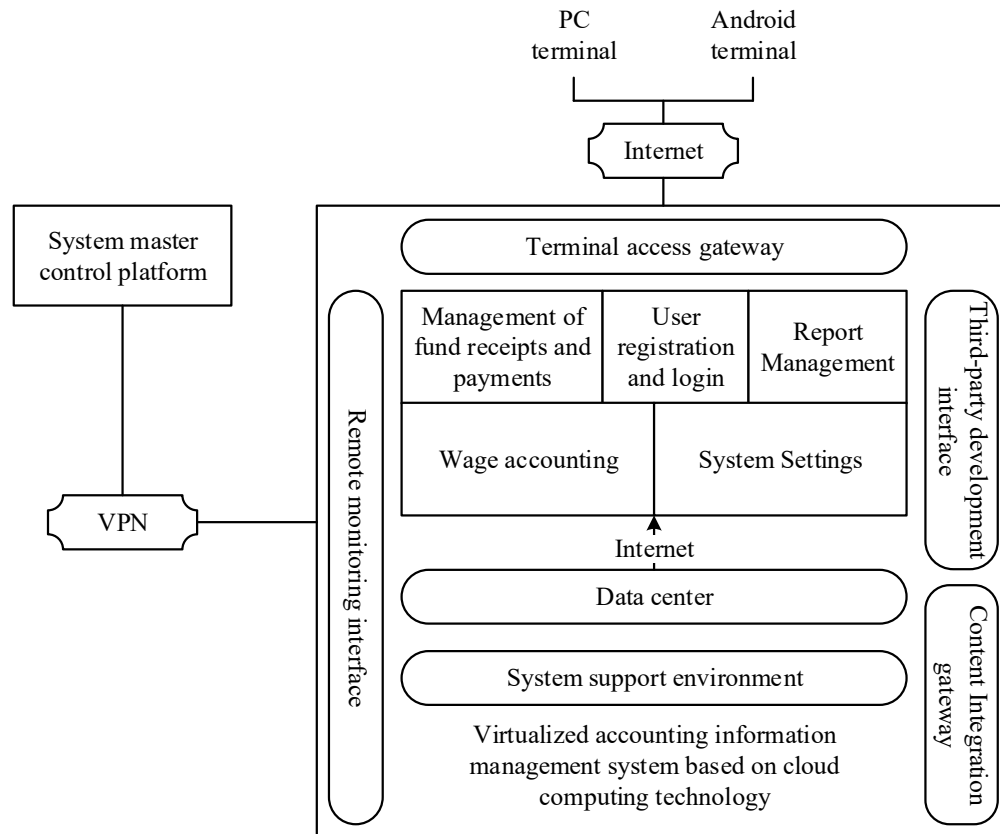 PC
terminal
Android
terminal
Internet
System master
control platform
VPN
Terminal access gateway
Remote monitoring interface
Management of
fund receipts and
payments
User
registration
and login
Report
Management
Wage accounting
System Settings
Third-party development
interface
Internet
Data center
System support environment
Content Integration
gateway
Virtualized accounting information
management system based on cloud
computing technology